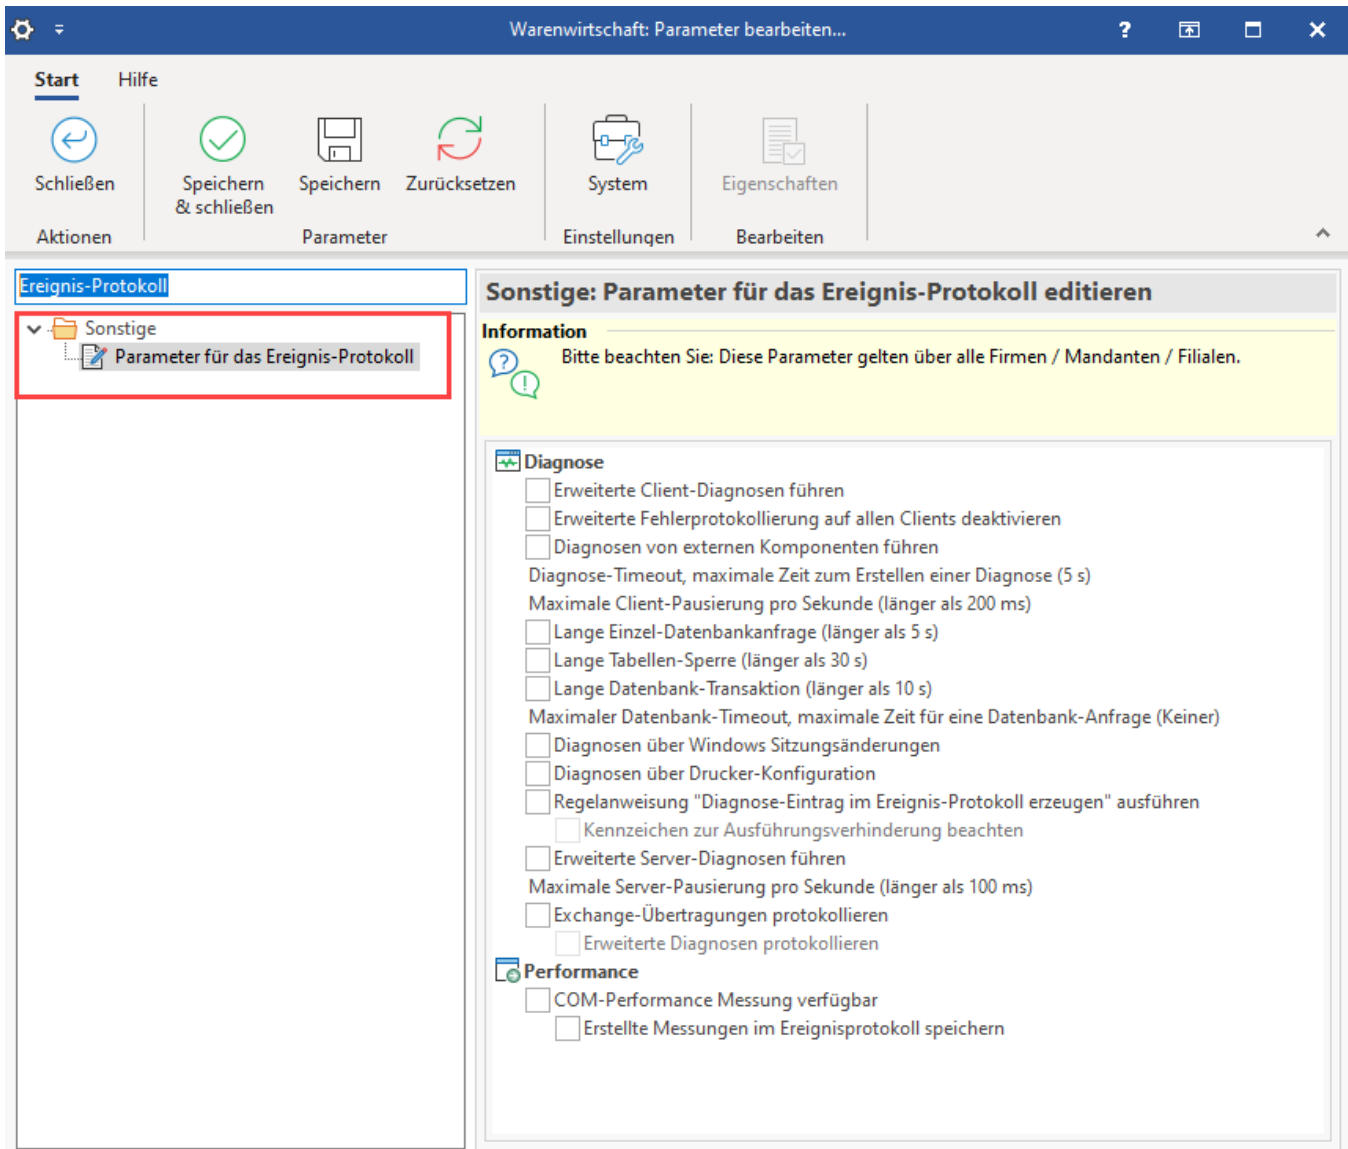 Warenwirtschaft: Parameter bearbeiten...
Start Hilfe
Schließen
Speichern & schließen
Speichern
Zurücksetzen
System
Eigenschaften
Aktionen
Parameter
Einstellungen
Bearbeiten
Ereignis-Protokoll
Sonstige
Parameter für das Ereignis-Protokoll
Sonstige: Parameter für das Ereignis-Protokoll editieren
Information
Bitte beachten Sie: Diese Parameter gelten über alle Firmen / Mandanten / Filialen.
Diagnose
Erweiterte Client-Diagnosen führen
Erweiterte Fehlerprotokollierung auf allen Clients deaktivieren
Diagnosen von externen Komponenten führen
Diagnose-Timeout, maximale Zeit zum Erstellen einer Diagnose (5 s)
Maximale Client-Pausierung pro Sekunde (länger als 200 ms)
Lange Einzel-Datenbankanfrage (länger als 5 s)
Lange Tabellen-Sperre (länger als 30 s)
Lange Datenbank-Transaktion (länger als 10 s)
Maximaler Datenbank-Timeout, maximale Zeit für eine Datenbank-Anfrage (Keiner)
Diagnosen über Windows Sitzungsänderungen
Diagnosen über Drucker-Konfiguration
Regelanweisung "Diagnose-Eintrag im Ereignis-Protokoll erzeugen" ausführen
Kennzeichen zur Ausführungsverhinderung beachten
Erweiterte Server-Diagnosen führen
Maximale Server-Pausierung pro Sekunde (länger als 100 ms)
Exchange-Übertragungen protokollieren
Erweiterte Diagnosen protokollieren
Performance
COM-Performance Messung verfügbar
Erstellte Messungen im Ereignisprotokoll speichern